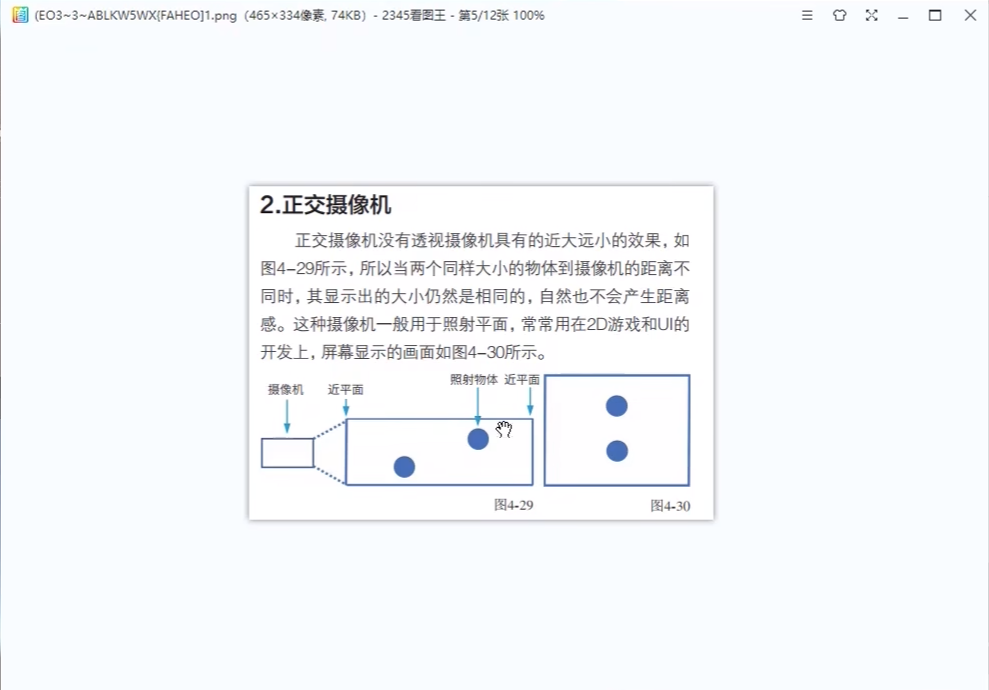 (EO3~3~ABLKW5WX{FAHEO]1.png（465×334像素, 74KB）- 2345看图王 - 第5/12张 100%
2.正交摄像机
正交摄像机没有透视摄像机具有的近大远小的效果，如
图4-29所示，所以当两个同样大小的物体到摄像机的距离不
同时，其显示出的大小仍然是相同的，自然也不会产生距离
感。这种摄像机一般用于照射平面，常常用在2D游戏和UI的
开发上，屏幕显示的画面如图4-30所示。
摄像机 近平面 照射物体 近平面
图4-29 图4-30